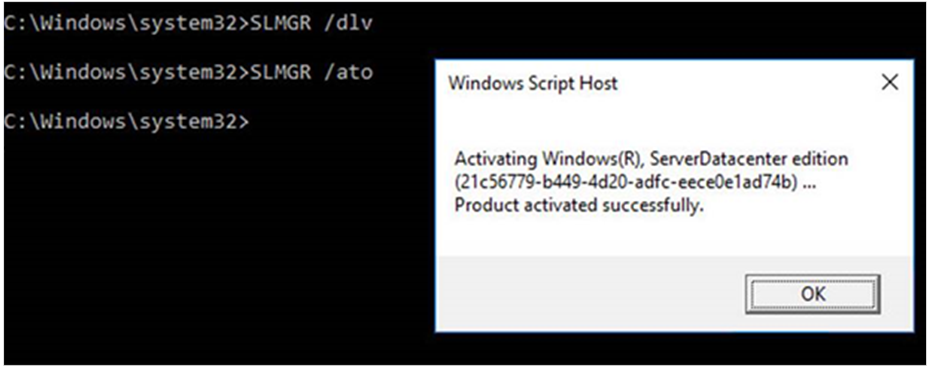 C:\Windows\system32>SLMGR /dlv
C:\Windows\system32>SLMGR /ato
C:\Windows\system32>
Windows Script Host
Activating Windows(R), ServerDatacenter edition
(21c56779-b449-4d20-adfc-eece0e1ad74b) ...
Product activated successfully.
OK